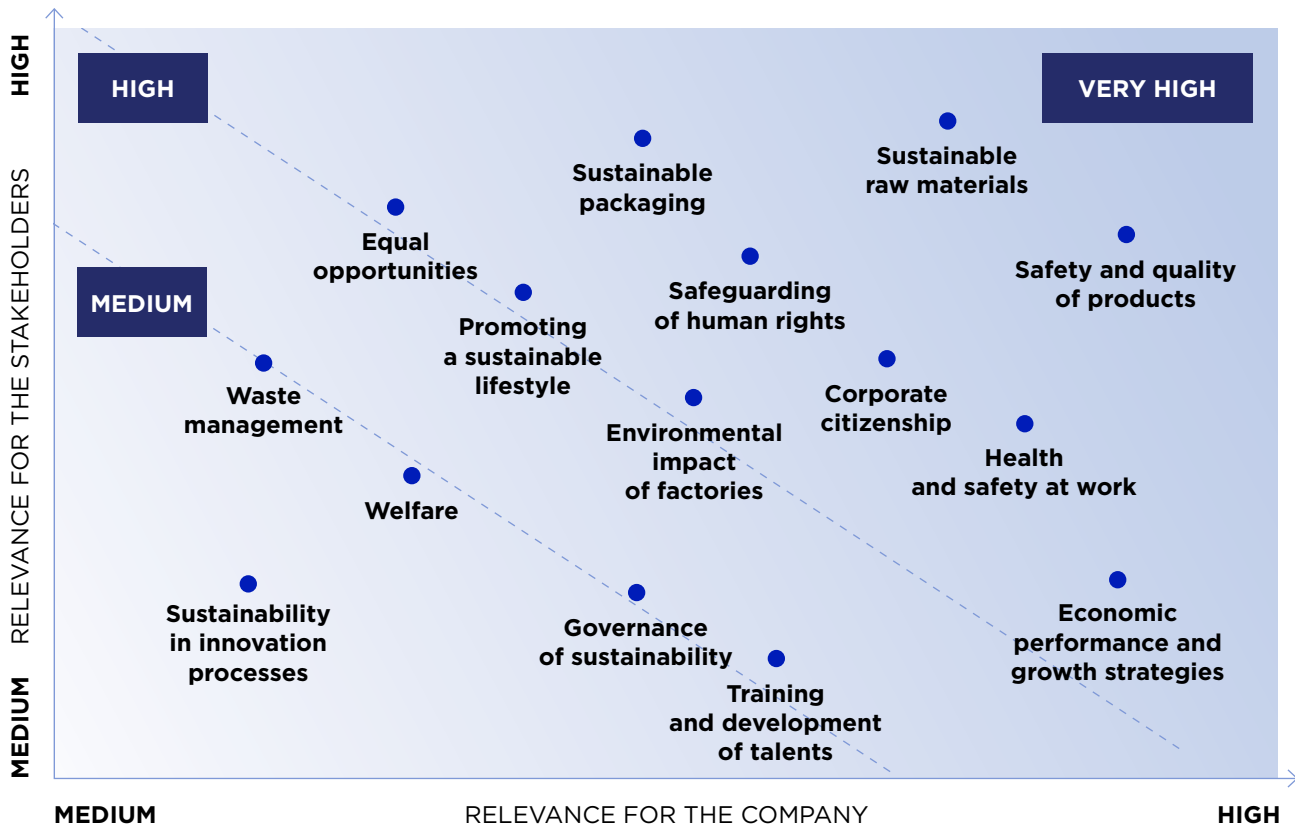 HIGH
VERY HIGH
Sustainable
raw materials
Sustainable
packaging
Equal
opportunities
Safety and quality
of products
Safeguarding
of human rights
MEDIUM
Promoting
a sustainable
lifestyle
Waste
management
Corporate
citizenship
Environmental
impact
of factories
Health
and safety at work
Welfare
Sustainability
in innovation
processes
Governance
of sustainability
Economic
performance and
growth strategies
Training
and development
of talents
HIGH
RELEVANCE FOR THE STAKEHOLDERS
MEDIUM
MEDIUM
RELEVANCE FOR THE COMPANY
HIGH